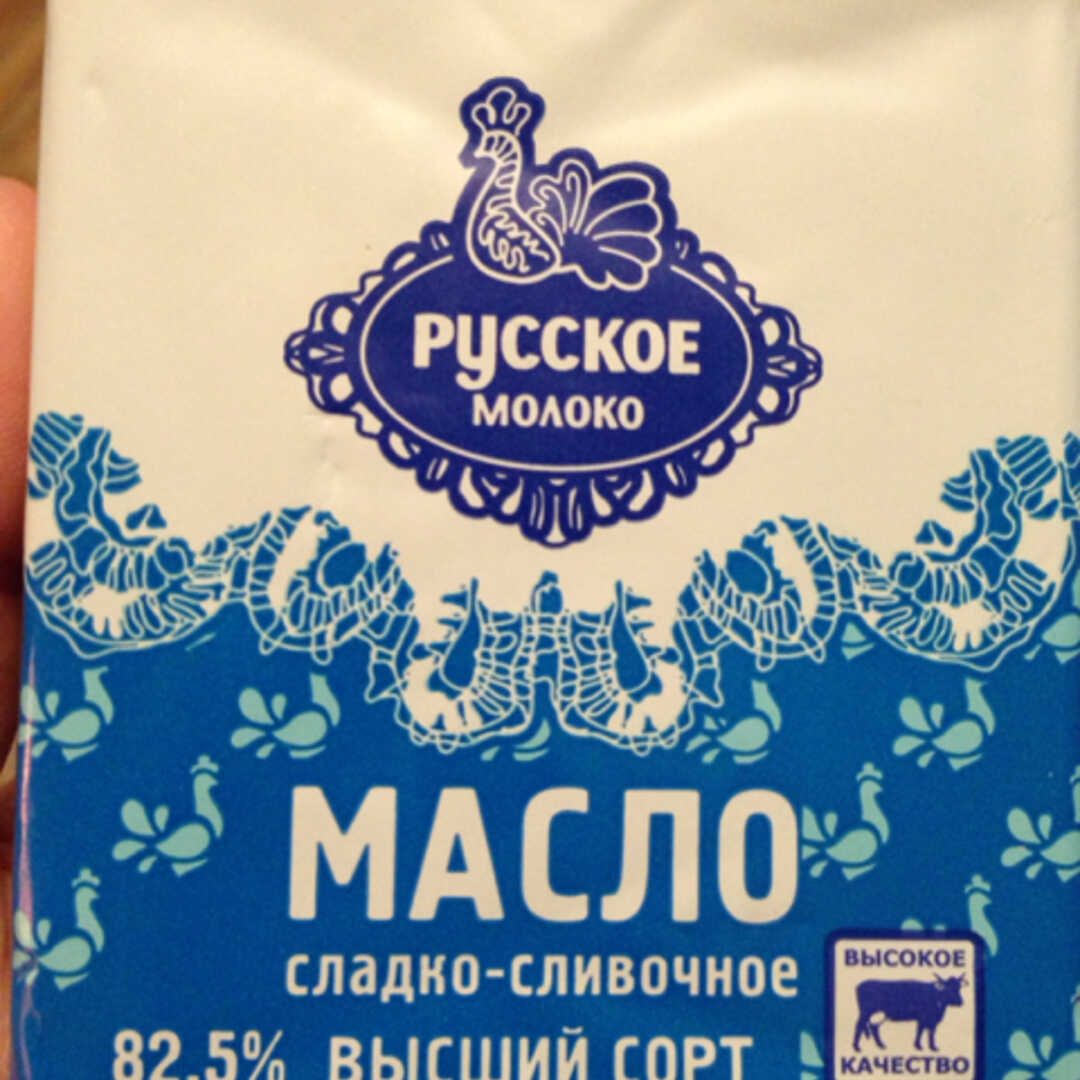 РУССКОЕ
МОЛОКО
МАСЛО
сладко-сливочное
82,5% ВЫСШИЙ СОРТ
ВЫСОКОЕ
КАЧЕСТВО